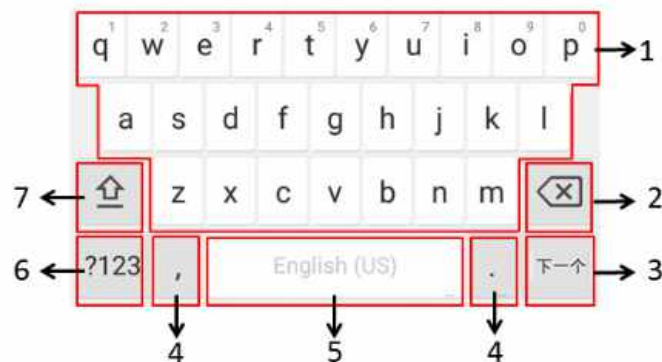 1 2 3 4 5 6 7 8 9 0
q w e r t y u i o p 1
a s d f g h j k l
7 z x c v b n m 2
6 ?123 , English (US) . 下一个 3
4 5 4